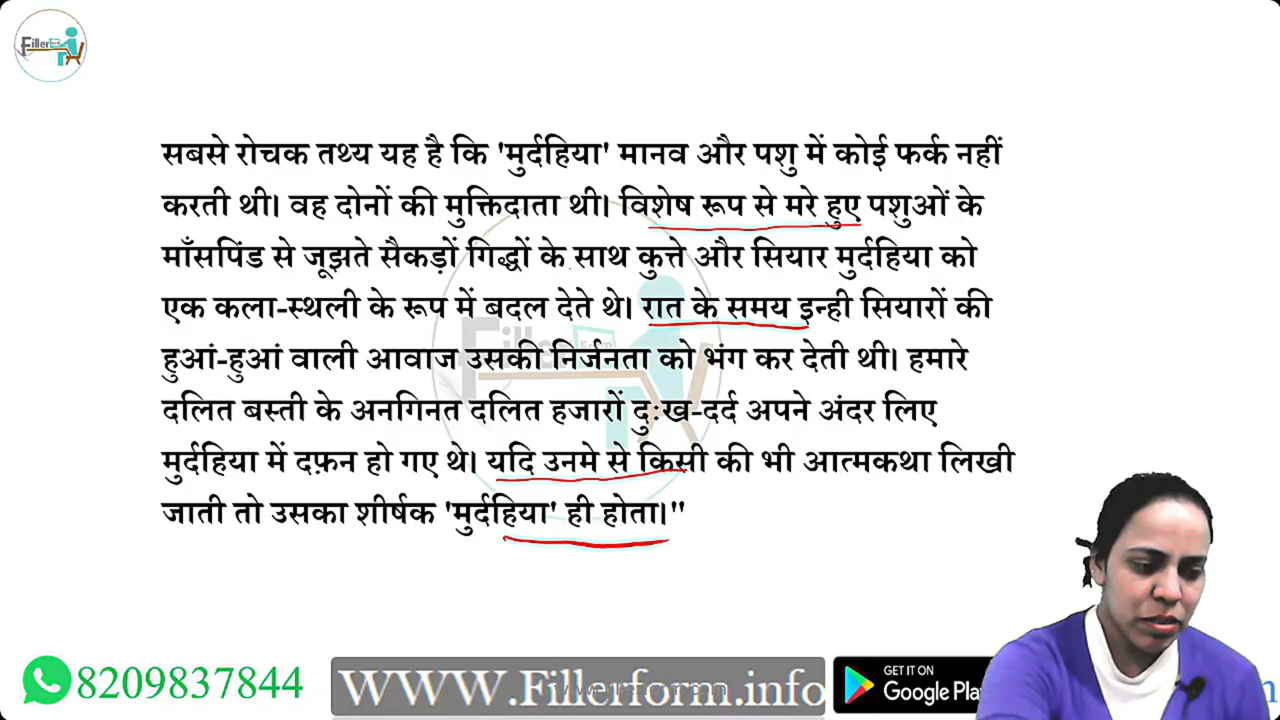 Fillerform
सबसे रोचक तथ्य यह है कि 'मुर्दहिया' मानव और पशु में कोई फर्क नहीं
करती थी। वह दोनों की मुक्तिदाता थी। विशेष रूप से मरे हुए पशुओं के
माँसपिंड से जूझते सैकड़ों गिद्धों के साथ कुत्ते और सियार मुर्दहिया को
एक कला-स्थली के रूप में बदल देते थे। रात के समय इन्ही सियारों की
हुआं-हुआं वाली आवाज उसकी निर्जनता को भंग कर देती थी। हमारे
दलित बस्ती के अनगिनत दलित हजारों दुःख-दर्द अपने अंदर लिए
मुर्दहिया में दफ़न हो गए थे। यदि उनमे से किसी की भी आत्मकथा लिखी
जाती तो उसका शीर्षक 'मुर्दहिया' ही होता।"
8209837844
WWW.Fillerform.info
GET IT ON
Google Pla